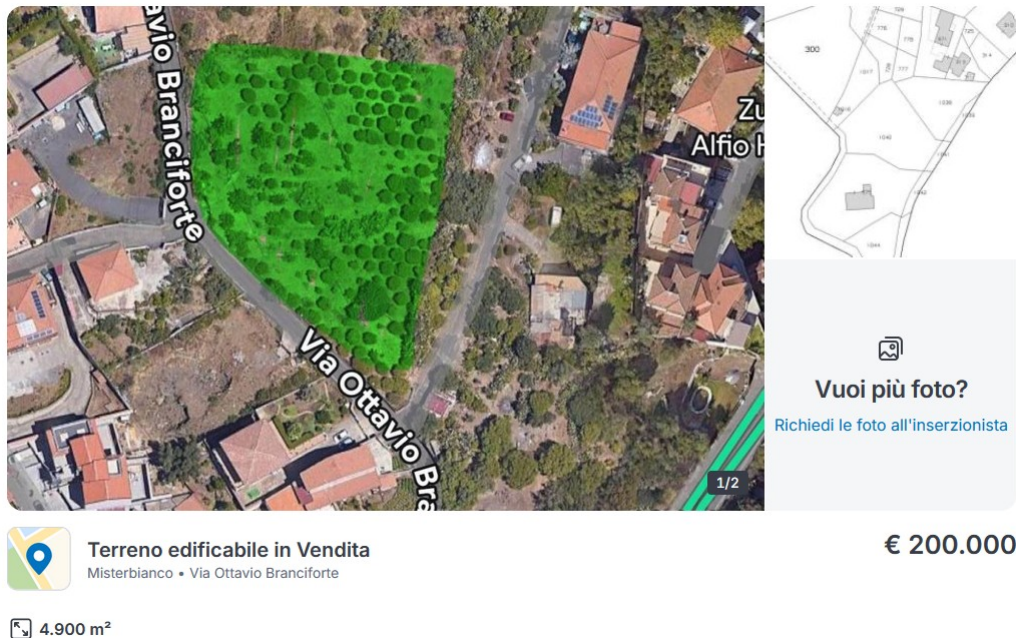 avio Branciforte
Zu
Alfio H
Via Ottavio Bra
1/2
300
Vuoi più foto?
Richiedi le foto all'inserzionista
Terreno edificabile in Vendita
€ 200.000
Misterbianco • Via Ottavio Branciforte
4.900 m²